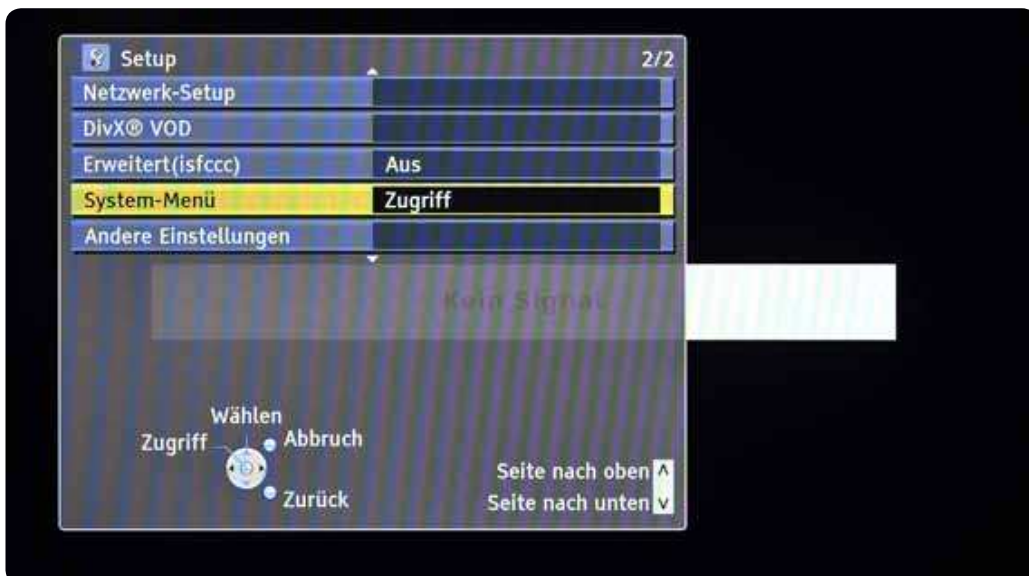 Setup 2/2
Netzwerk-Setup
DivX® VOD
Erweitert(isfccc) Aus
System-Menü Zugriff
Andere Einstellungen
Kein Signal
Wählen
Zugriff Abbruch
Zurück
Seite nach oben ʌ
Seite nach unten v